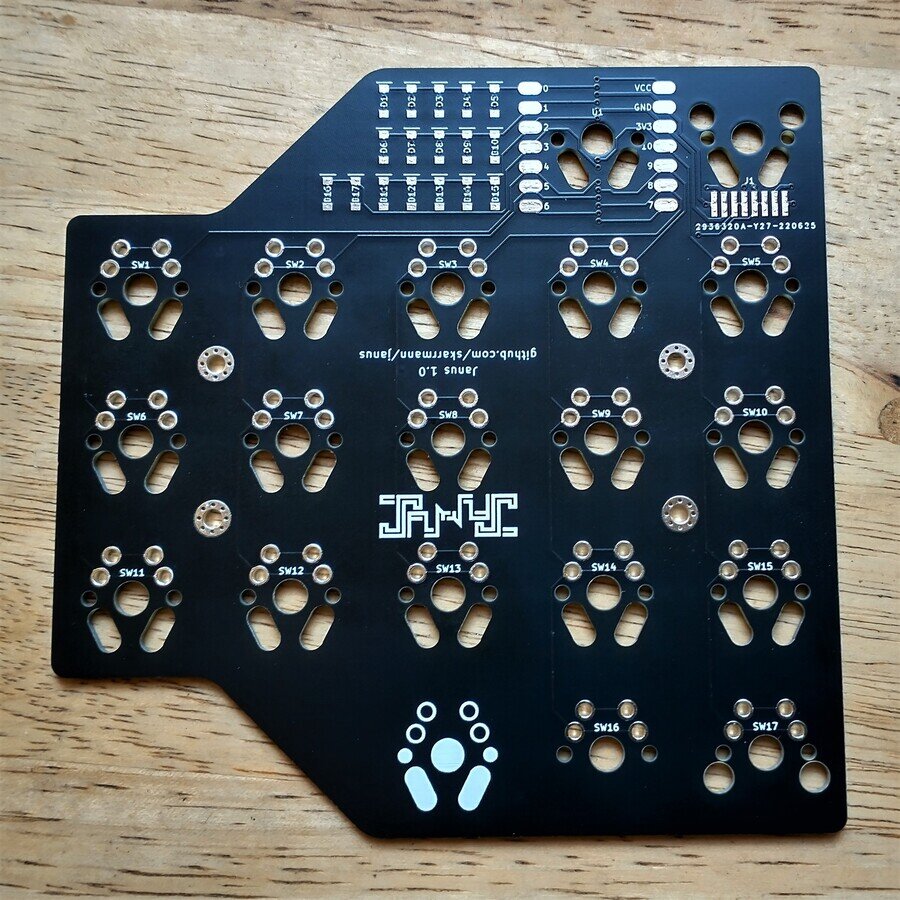 D1 D2 D3 D4 D5
D6 D7 D8 D9 D10
D16 D17 D11 D12 D13 D14 D15
0 VCC
1 GND
2 3V3
3 10
4 9
5 8
6 7
U1
J1
2936320A-Y27-220625
SW1 SW2 SW3 SW4 SW5
github.com/skarrmann/janus
Janus 1.0
SW6 SW7 SW8 SW9 SW10
JANUS
SW11 SW12 SW13 SW14 SW15
SW16 SW17